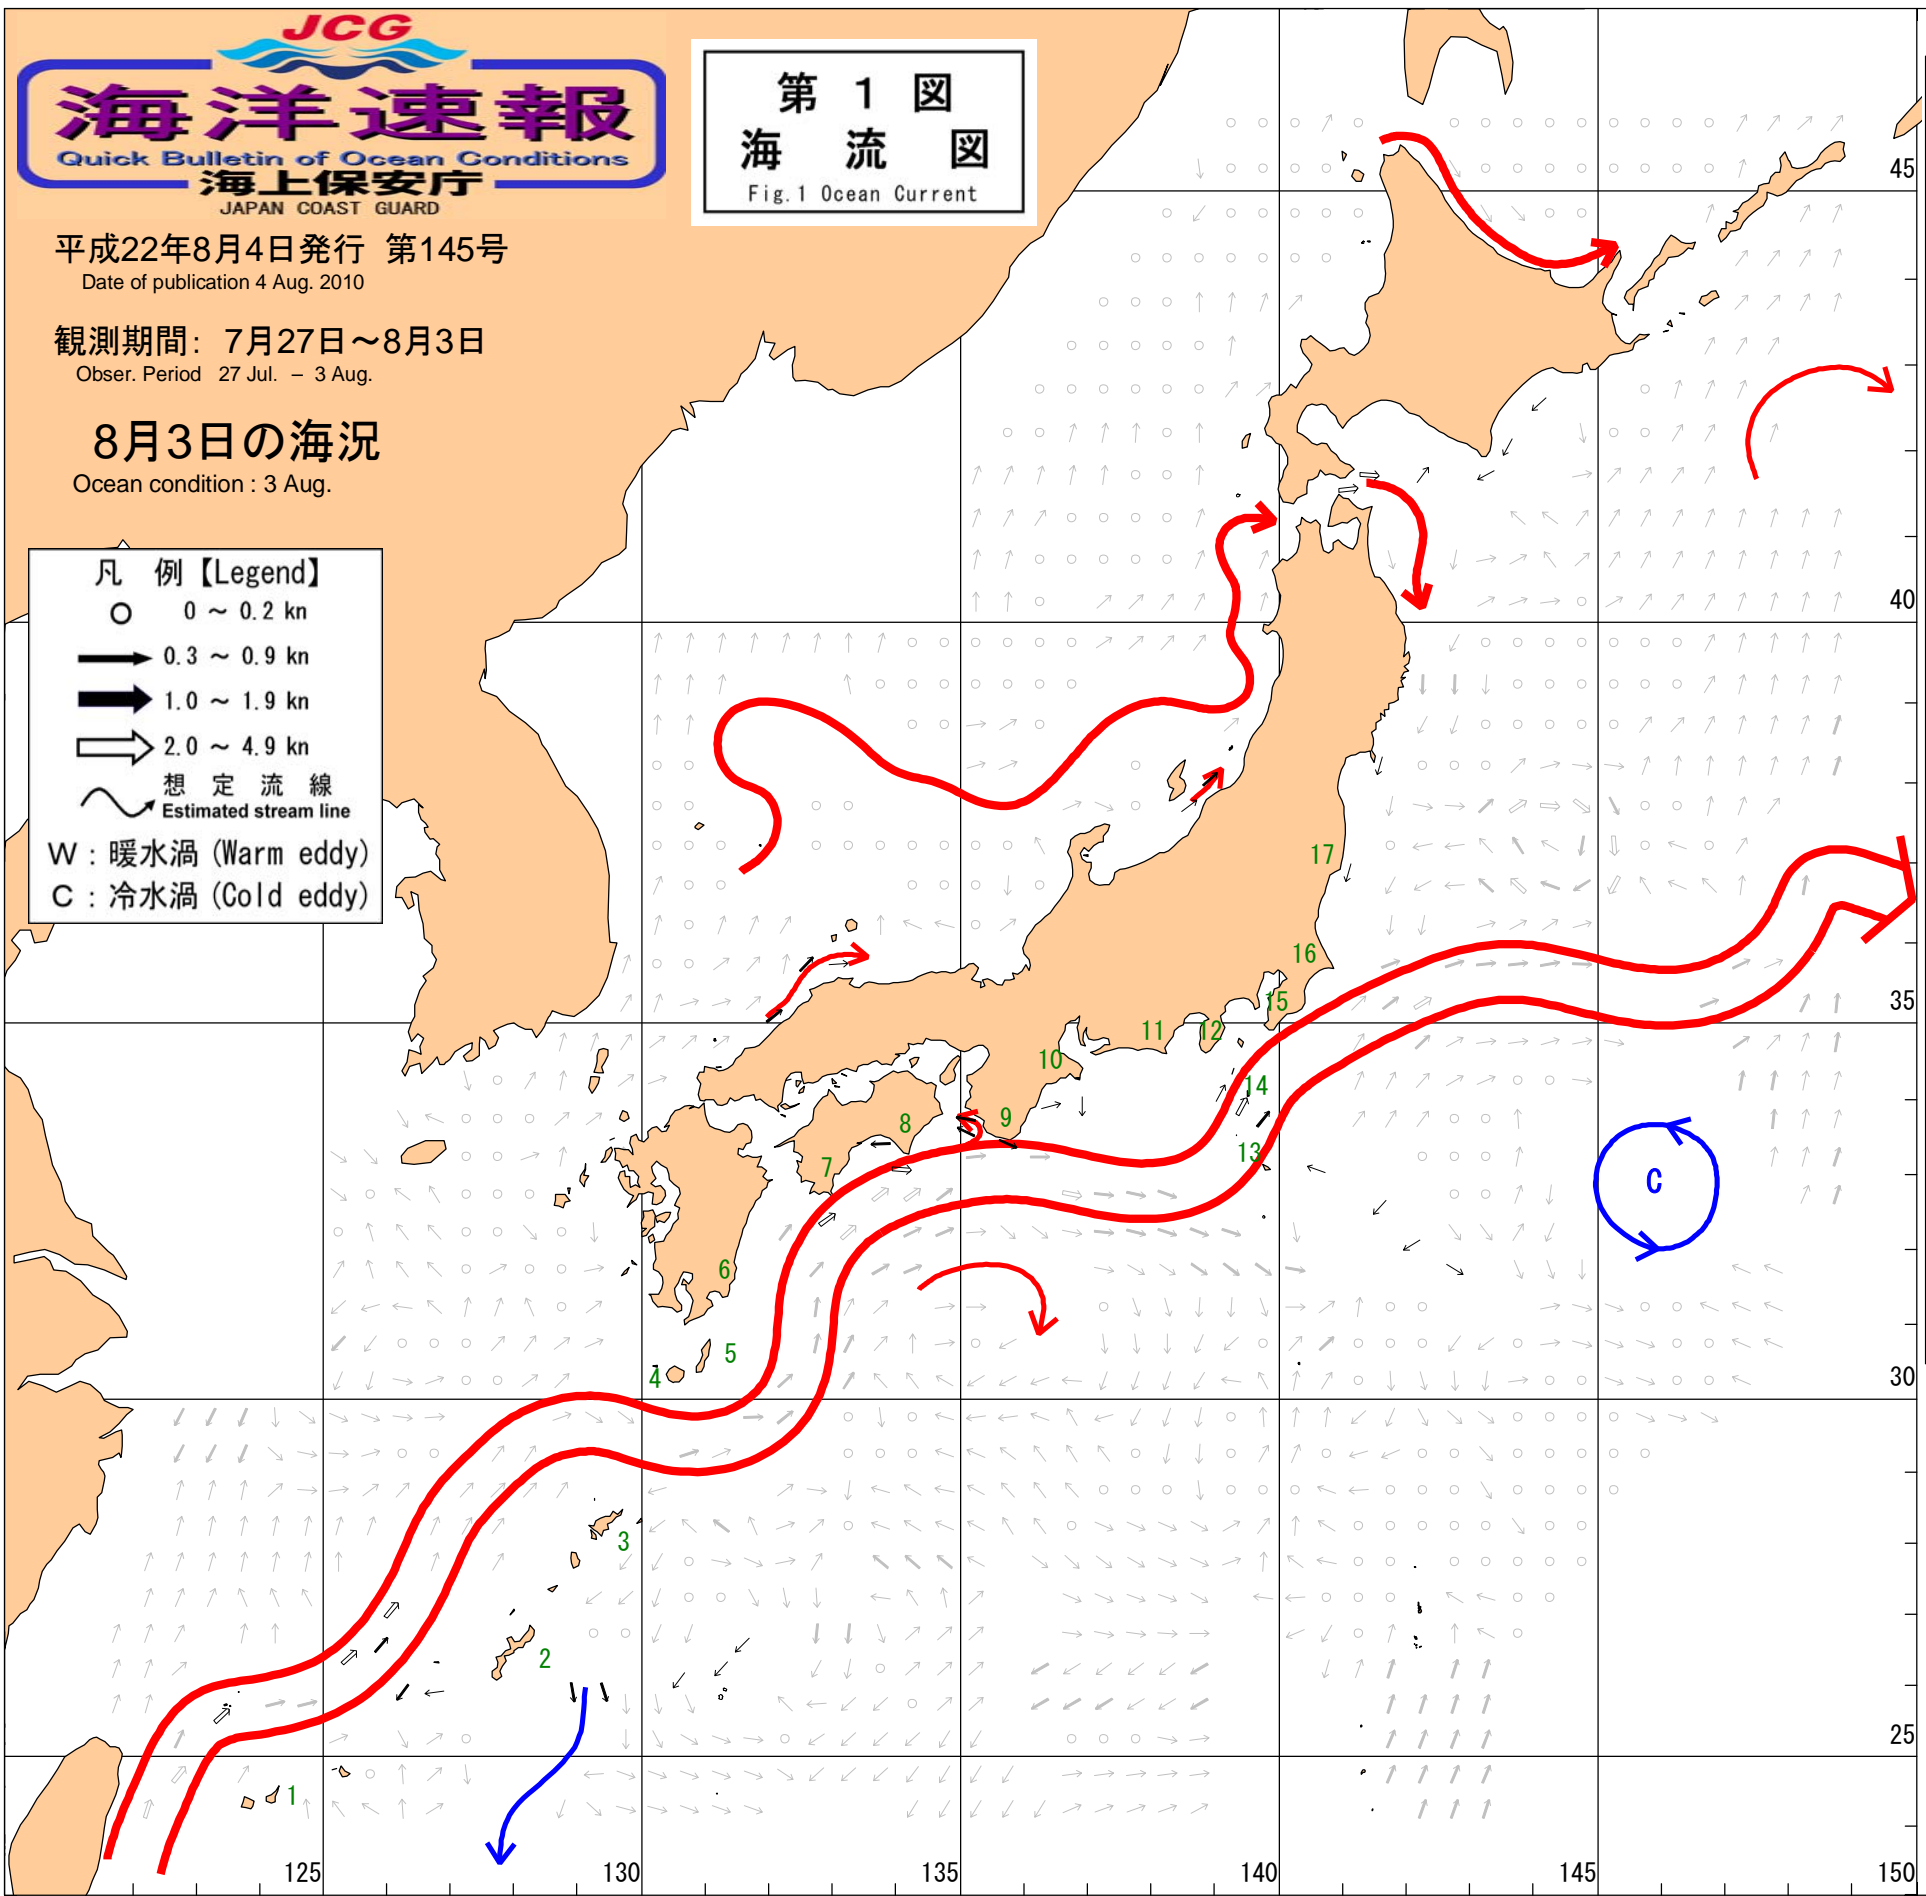 JCG
海洋速報
Quick Bulletin of Ocean Conditions
海上保安庁
JAPAN COAST GUARD
第 1 図
海 流 図
Fig.1 Ocean Current
平成22年8月4日発行 第145号
Date of publication 4 Aug. 2010
観測期間: 7月27日～8月3日
Obser. Period 27 Jul. – 3 Aug.
8月3日の海況
Ocean condition : 3 Aug.
凡 例【Legend】
0 ～ 0.2 kn
0.3 ～ 0.9 kn
1.0 ～ 1.9 kn
2.0 ～ 4.9 kn
想 定 流 線
Estimated stream line
W : 暖水渦 (Warm eddy)
C : 冷水渦 (Cold eddy)
45
40
17
16
35
15
11
12
10
14
8
9
13
7
C
6
5
4
30
3
2
25
1
125
130
135
140
145
150